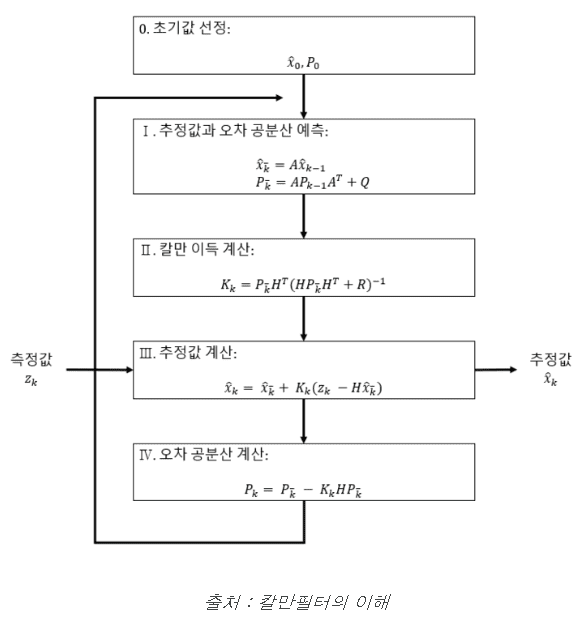 0. 초기값 선정:
x̂₀, P₀
Ⅰ. 추정값과 오차 공분산 예측:
x̂ₖ̄ = Ax̂ₖ₋₁
Pₖ̄ = APₖ₋₁Aᵀ + Q
Ⅱ. 칼만 이득 계산:
Kₖ = Pₖ̄Hᵀ(HPₖ̄Hᵀ + R)⁻¹
측정값
zₖ
Ⅲ. 추정값 계산:
x̂ₖ = x̂ₖ̄ + Kₖ(zₖ − Hx̂ₖ̄)
추정값
x̂ₖ
Ⅳ. 오차 공분산 계산:
Pₖ = Pₖ̄ − KₖHPₖ̄
출처 : 칼만필터의 이해